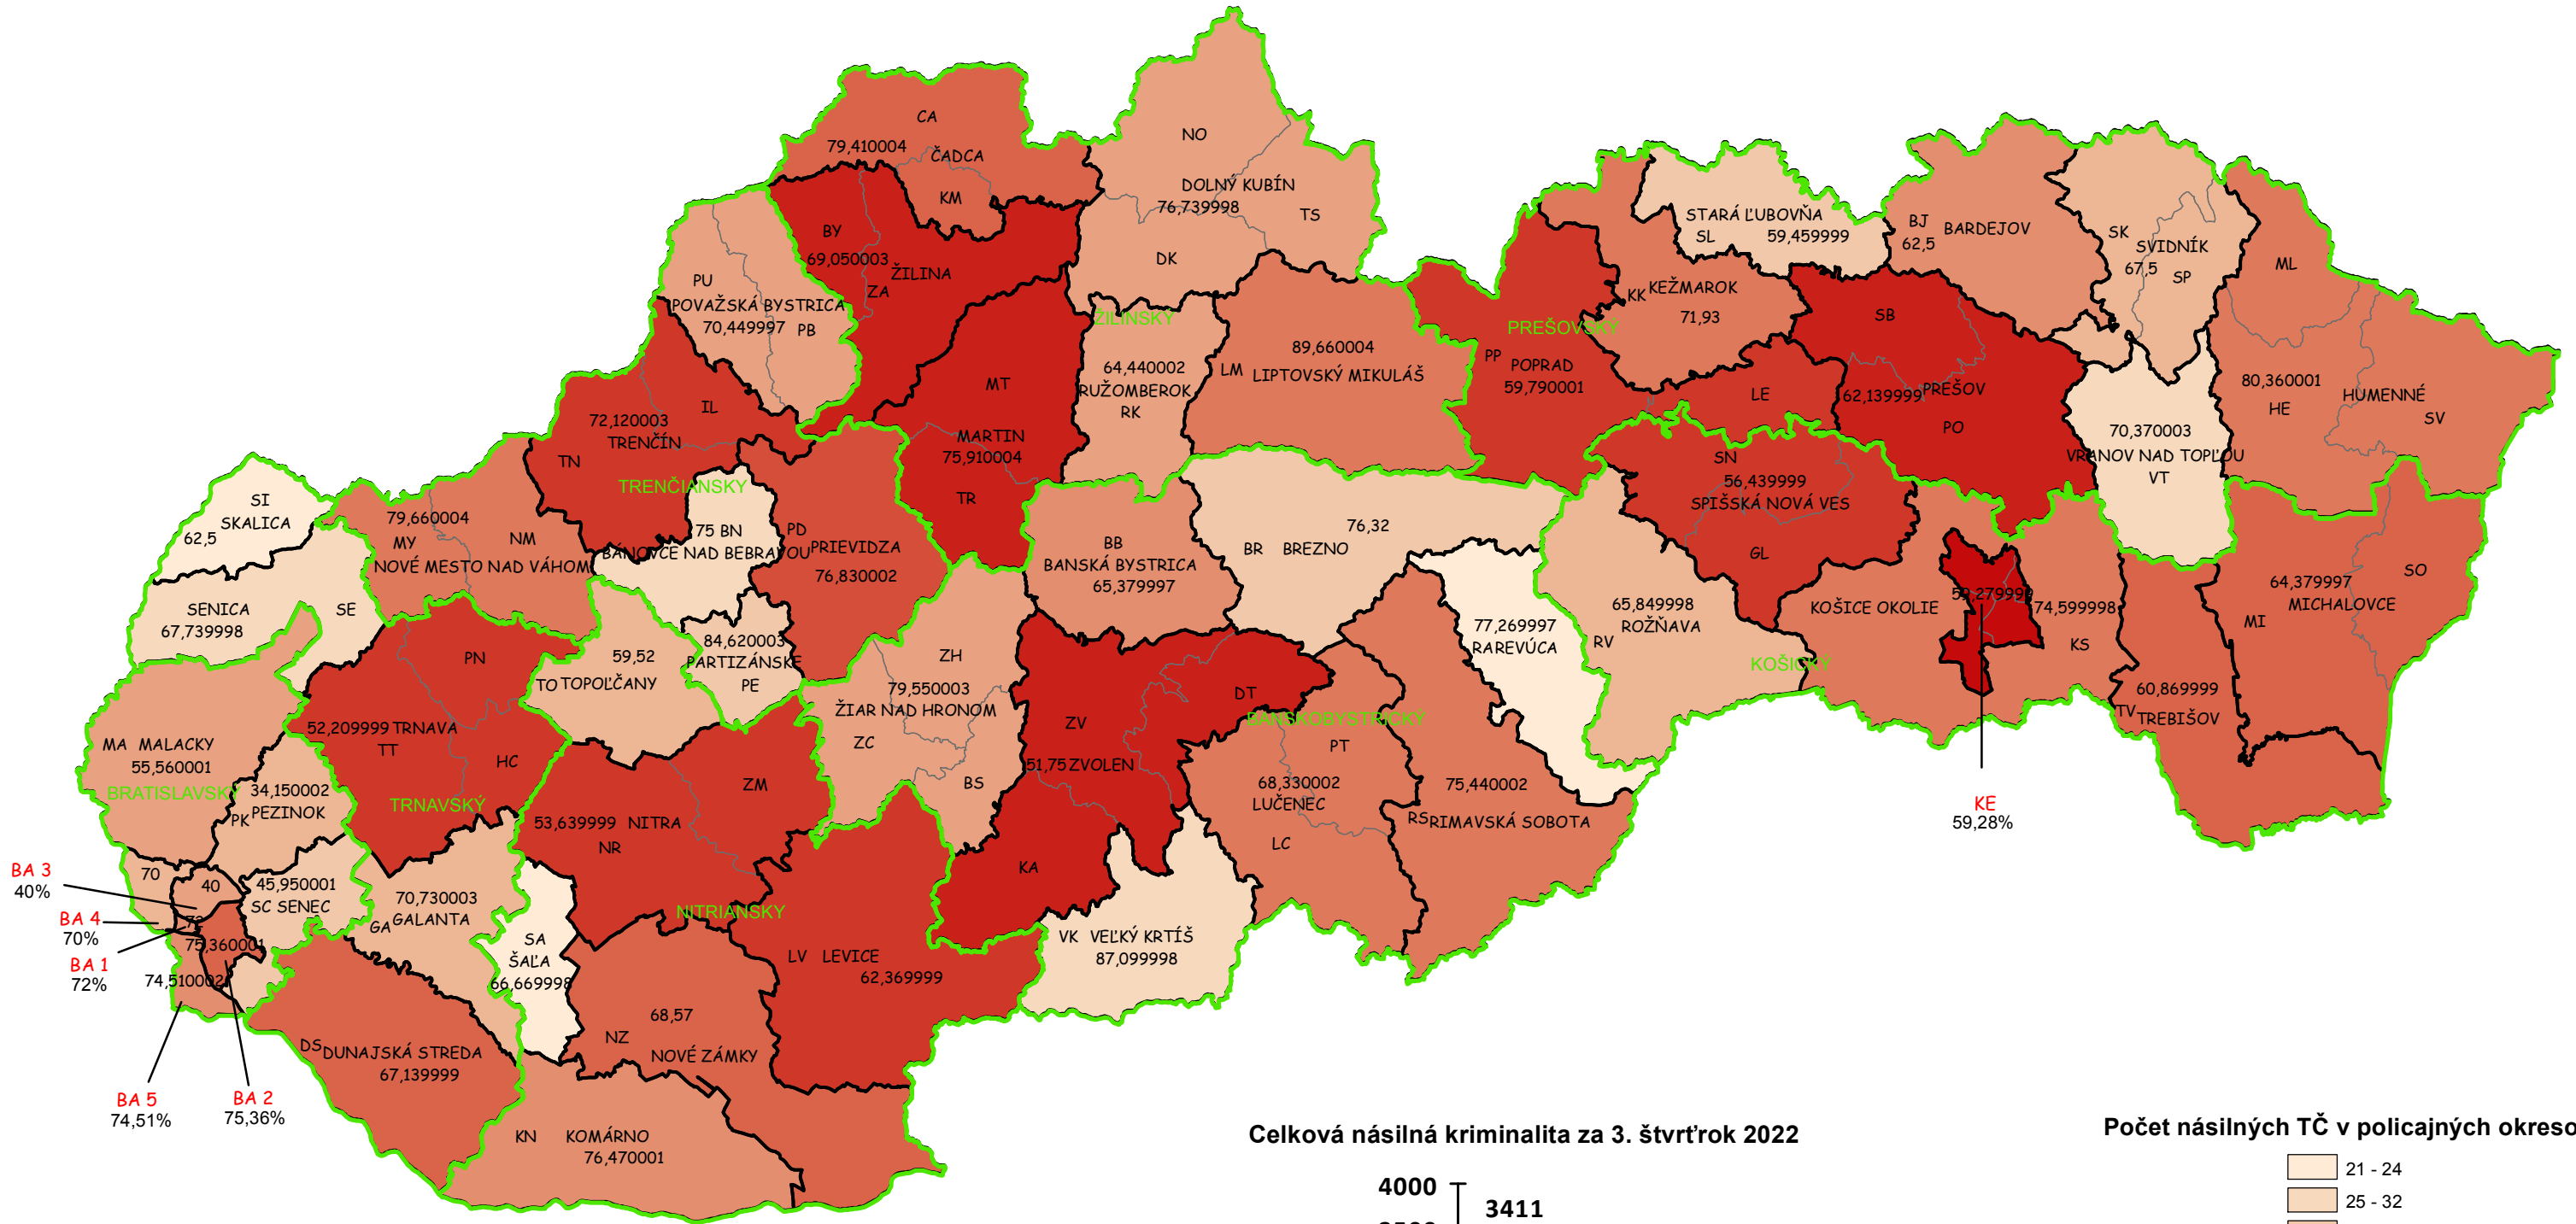 CA
79,410004
ČADCA
KM
NO
DOLNÝ KUBÍN
76,739998
TS
DK
BY
69,050003
ŽILINA
ZA
PU
POVAŽSKÁ BYSTRICA
70,449997 PB
ŽILINSKÝ
MT
MARTIN
75,910004
TR
64,440002
RUŽOMBEROK
RK
89,660004
LM LIPTOVSKÝ MIKULÁŠ
PREŠOVSKÝ
PP POPRAD
59,790001
KK KEŽMAROK
71,93
STARÁ ĽUBOVŇA
SL 59,459999
BJ BARDEJOV
62,5
SK
SVIDNÍK
67,5 SP
ML
80,360001
HUMENNÉ
HE
SV
SB
62,139999 PREŠOV
PO
LE
70,370003
VRANOV NAD TOPĽOU
VT
72,120003
TRENČÍN
IL
TN
TRENČIANSKY
SI
SKALICA
62,5
SENICA
67,739998
SE
79,660004
MY
NM
NOVÉ MESTO NAD VÁHOM
75 BN
BÁNOVCE NAD BEBRAVOU
PD
PRIEVIDZA
76,830002
84,620003
PARTIZÁNSKE
PE
59,52
TO TOPOĽČANY
BB
BANSKÁ BYSTRICA
65,379997
76,32
BR BREZNO
SN
56,439999
SPIŠSKÁ NOVÁ VES
GL
65,849998
ROŽŇAVA
RV
77,269997
RAREVÚCA
KOŠICE OKOLIE
59,279999
74,599998
KS
KOŠICKÝ
64,379997
MICHALOVCE
MI
SO
60,869999
TV TREBIŠOV
KE
59,28%
ZH
79,550003
ŽIAR NAD HRONOM
ZC
BS
DT
ZV
51,75 ZVOLEN
KA
BANSKOBYSTRICKÝ
PT
68,330002
LUČENEC
LC
75,440002
RS RIMAVSKÁ SOBOTA
VK VEĽKÝ KRTÍŠ
87,099998
PN
52,209999 TRNAVA
TT
HC
TRNAVSKÝ
MA MALACKY
55,560001
BRATISLAVSKÝ
34,150002
PK PEZINOK
70
40
45,950001
SC SENEC
75,360001
74,510002
BA 3
40%
BA 4
70%
BA 1
72%
BA 5
74,51%
BA 2
75,36%
70,730003
GA GALANTA
SA
ŠAĽA
66,669998
ZM
53,639999 NITRA
NR
NITRIANSKY
LV LEVICE
62,369999
68,57
NZ
NOVÉ ZÁMKY
DS DUNAJSKÁ STREDA
67,139999
KN KOMÁRNO
76,470001
Celková násilná kriminalita za 3. štvrťrok 2022
4000
3411
Počet násilných TČ v policajných okreso
21 - 24
25 - 32